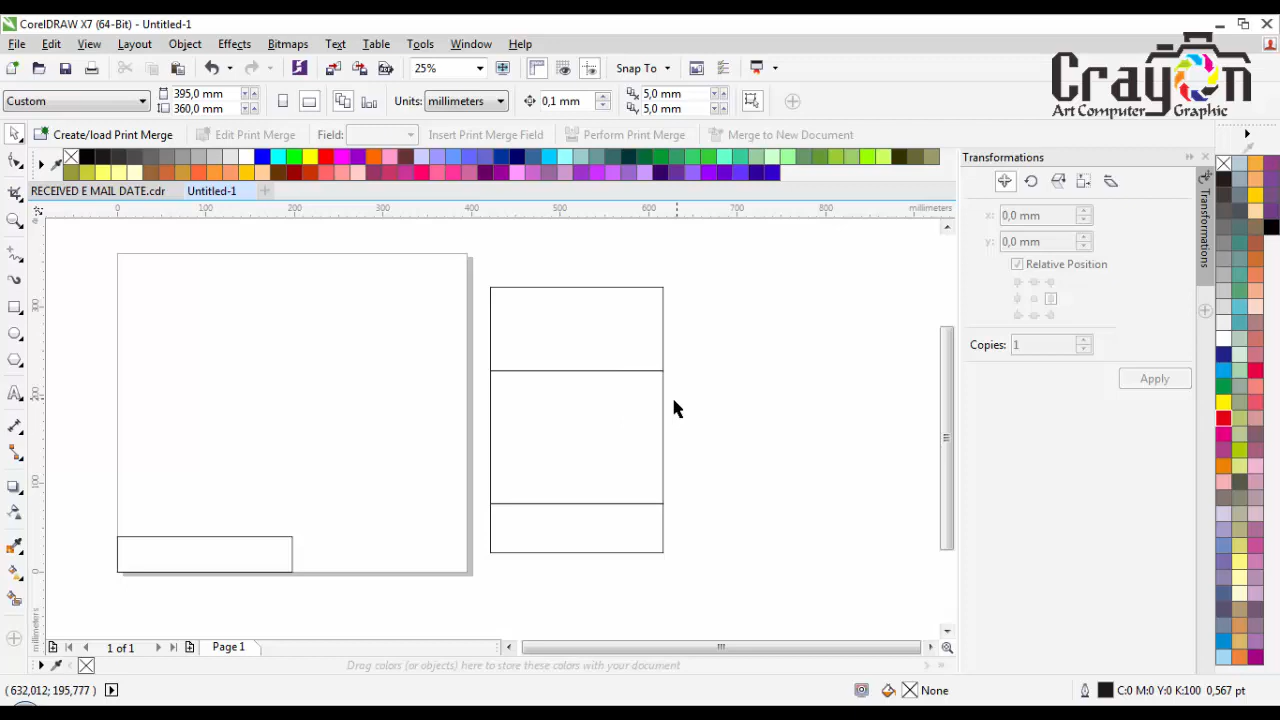 CorelDRAW X7 (64-Bit) - Untitled-1
File Edit View Layout Object Effects Bitmaps Text Table Tools Window Help
25% Snap To
Crayon
Art Computer Graphic
Custom 395,0 mm 360,0 mm Units: millimeters 0,1 mm 5,0 mm 5,0 mm
Create/load Print Merge Edit Print Merge Field: Insert Print Merge Field Perform Print Merge Merge to New Document
Transformations
RECEIVED E MAIL DATE.cdr Untitled-1
0 100 200 300 400 500 600 700 800 millimeters
x: 0,0 mm
y: 0,0 mm
Relative Position
Transformations
Copies: 1
Apply
300
200
100
0
millimeters
1 of 1 Page 1
Drag colors (or objects) here to store these colors with your document
(632,012; 195,777) None C:0 M:0 Y:0 K:100 0,567 pt